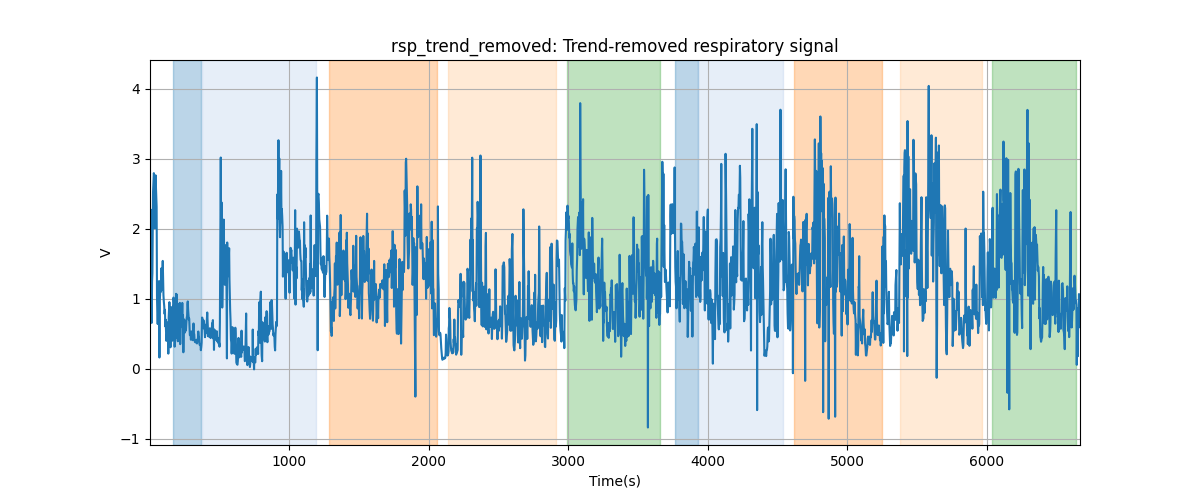 rsp_trend_removed: Trend-removed respiratory signal
V
4
3
2
1
0
−1
1000 2000 3000 4000 5000 6000
Time(s)